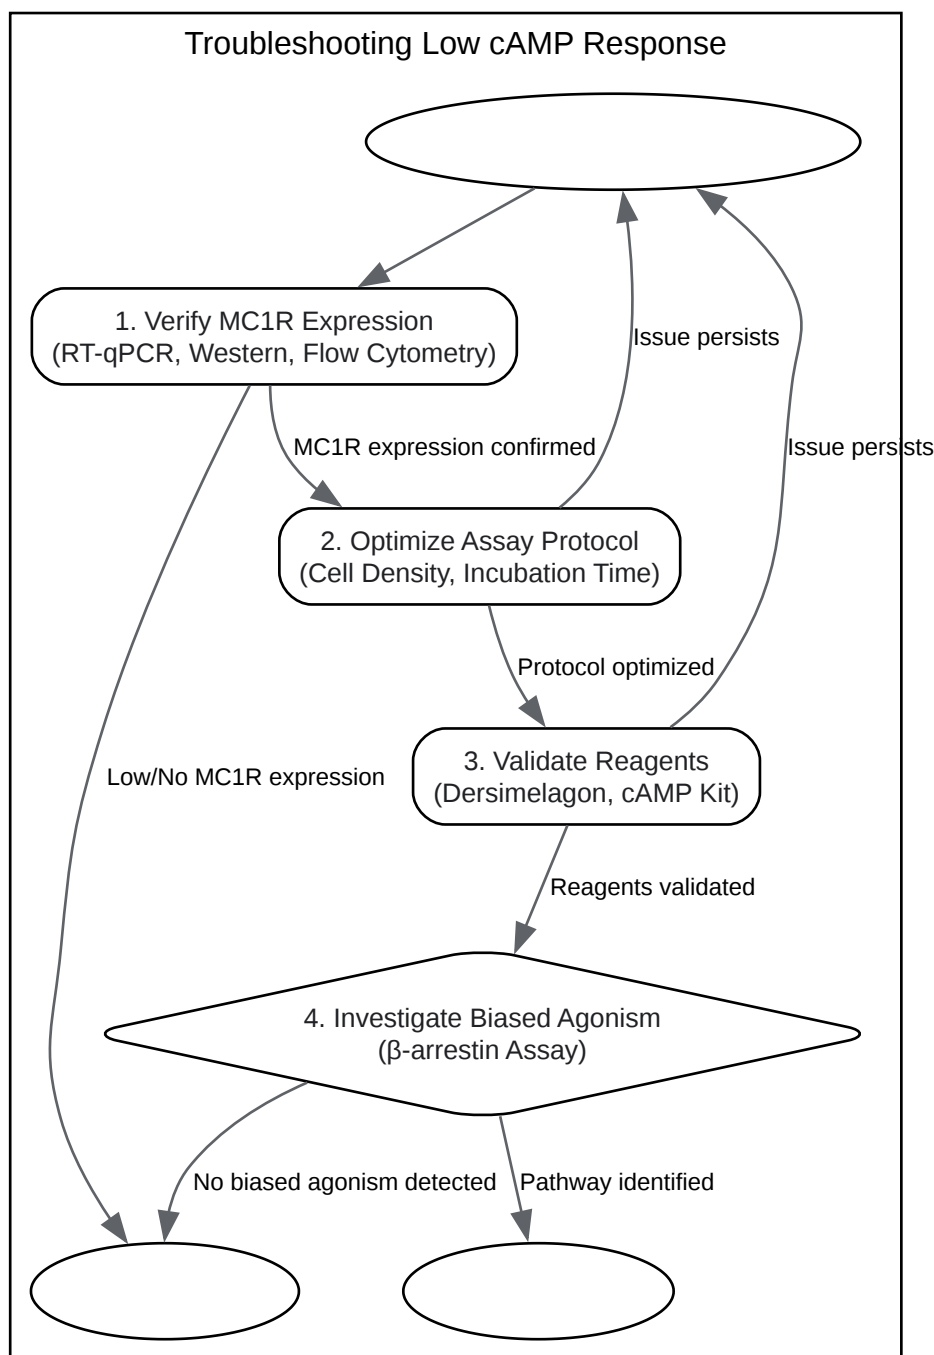 Troubleshooting Low cAMP Response
1. Verify MC1R Expression
(RT-qPCR, Western, Flow Cytometry)
Issue persists
MC1R expression confirmed
Issue persists
2. Optimize Assay Protocol
(Cell Density, Incubation Time)
Protocol optimized
3. Validate Reagents
(Dersimelagon, cAMP Kit)
Low/No MC1R expression
Reagents validated
4. Investigate Biased Agonism
(β-arrestin Assay)
No biased agonism detected
Pathway identified